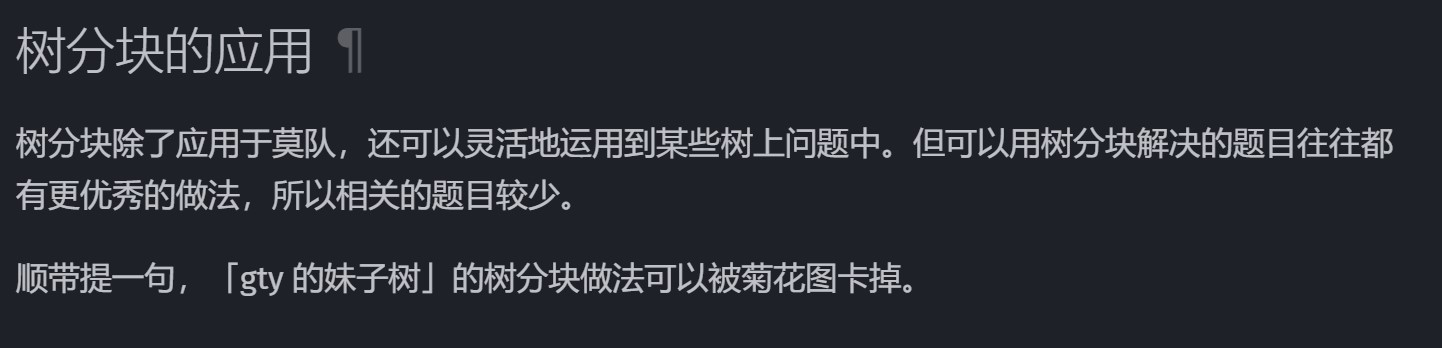 树分块的应用 ¶
树分块除了应用于莫队，还可以灵活地运用到某些树上问题中。但可以用树分块解决的题目往往都
有更优秀的做法，所以相关的题目较少。
顺带提一句，「gty 的妹子树」的树分块做法可以被菊花图卡掉。